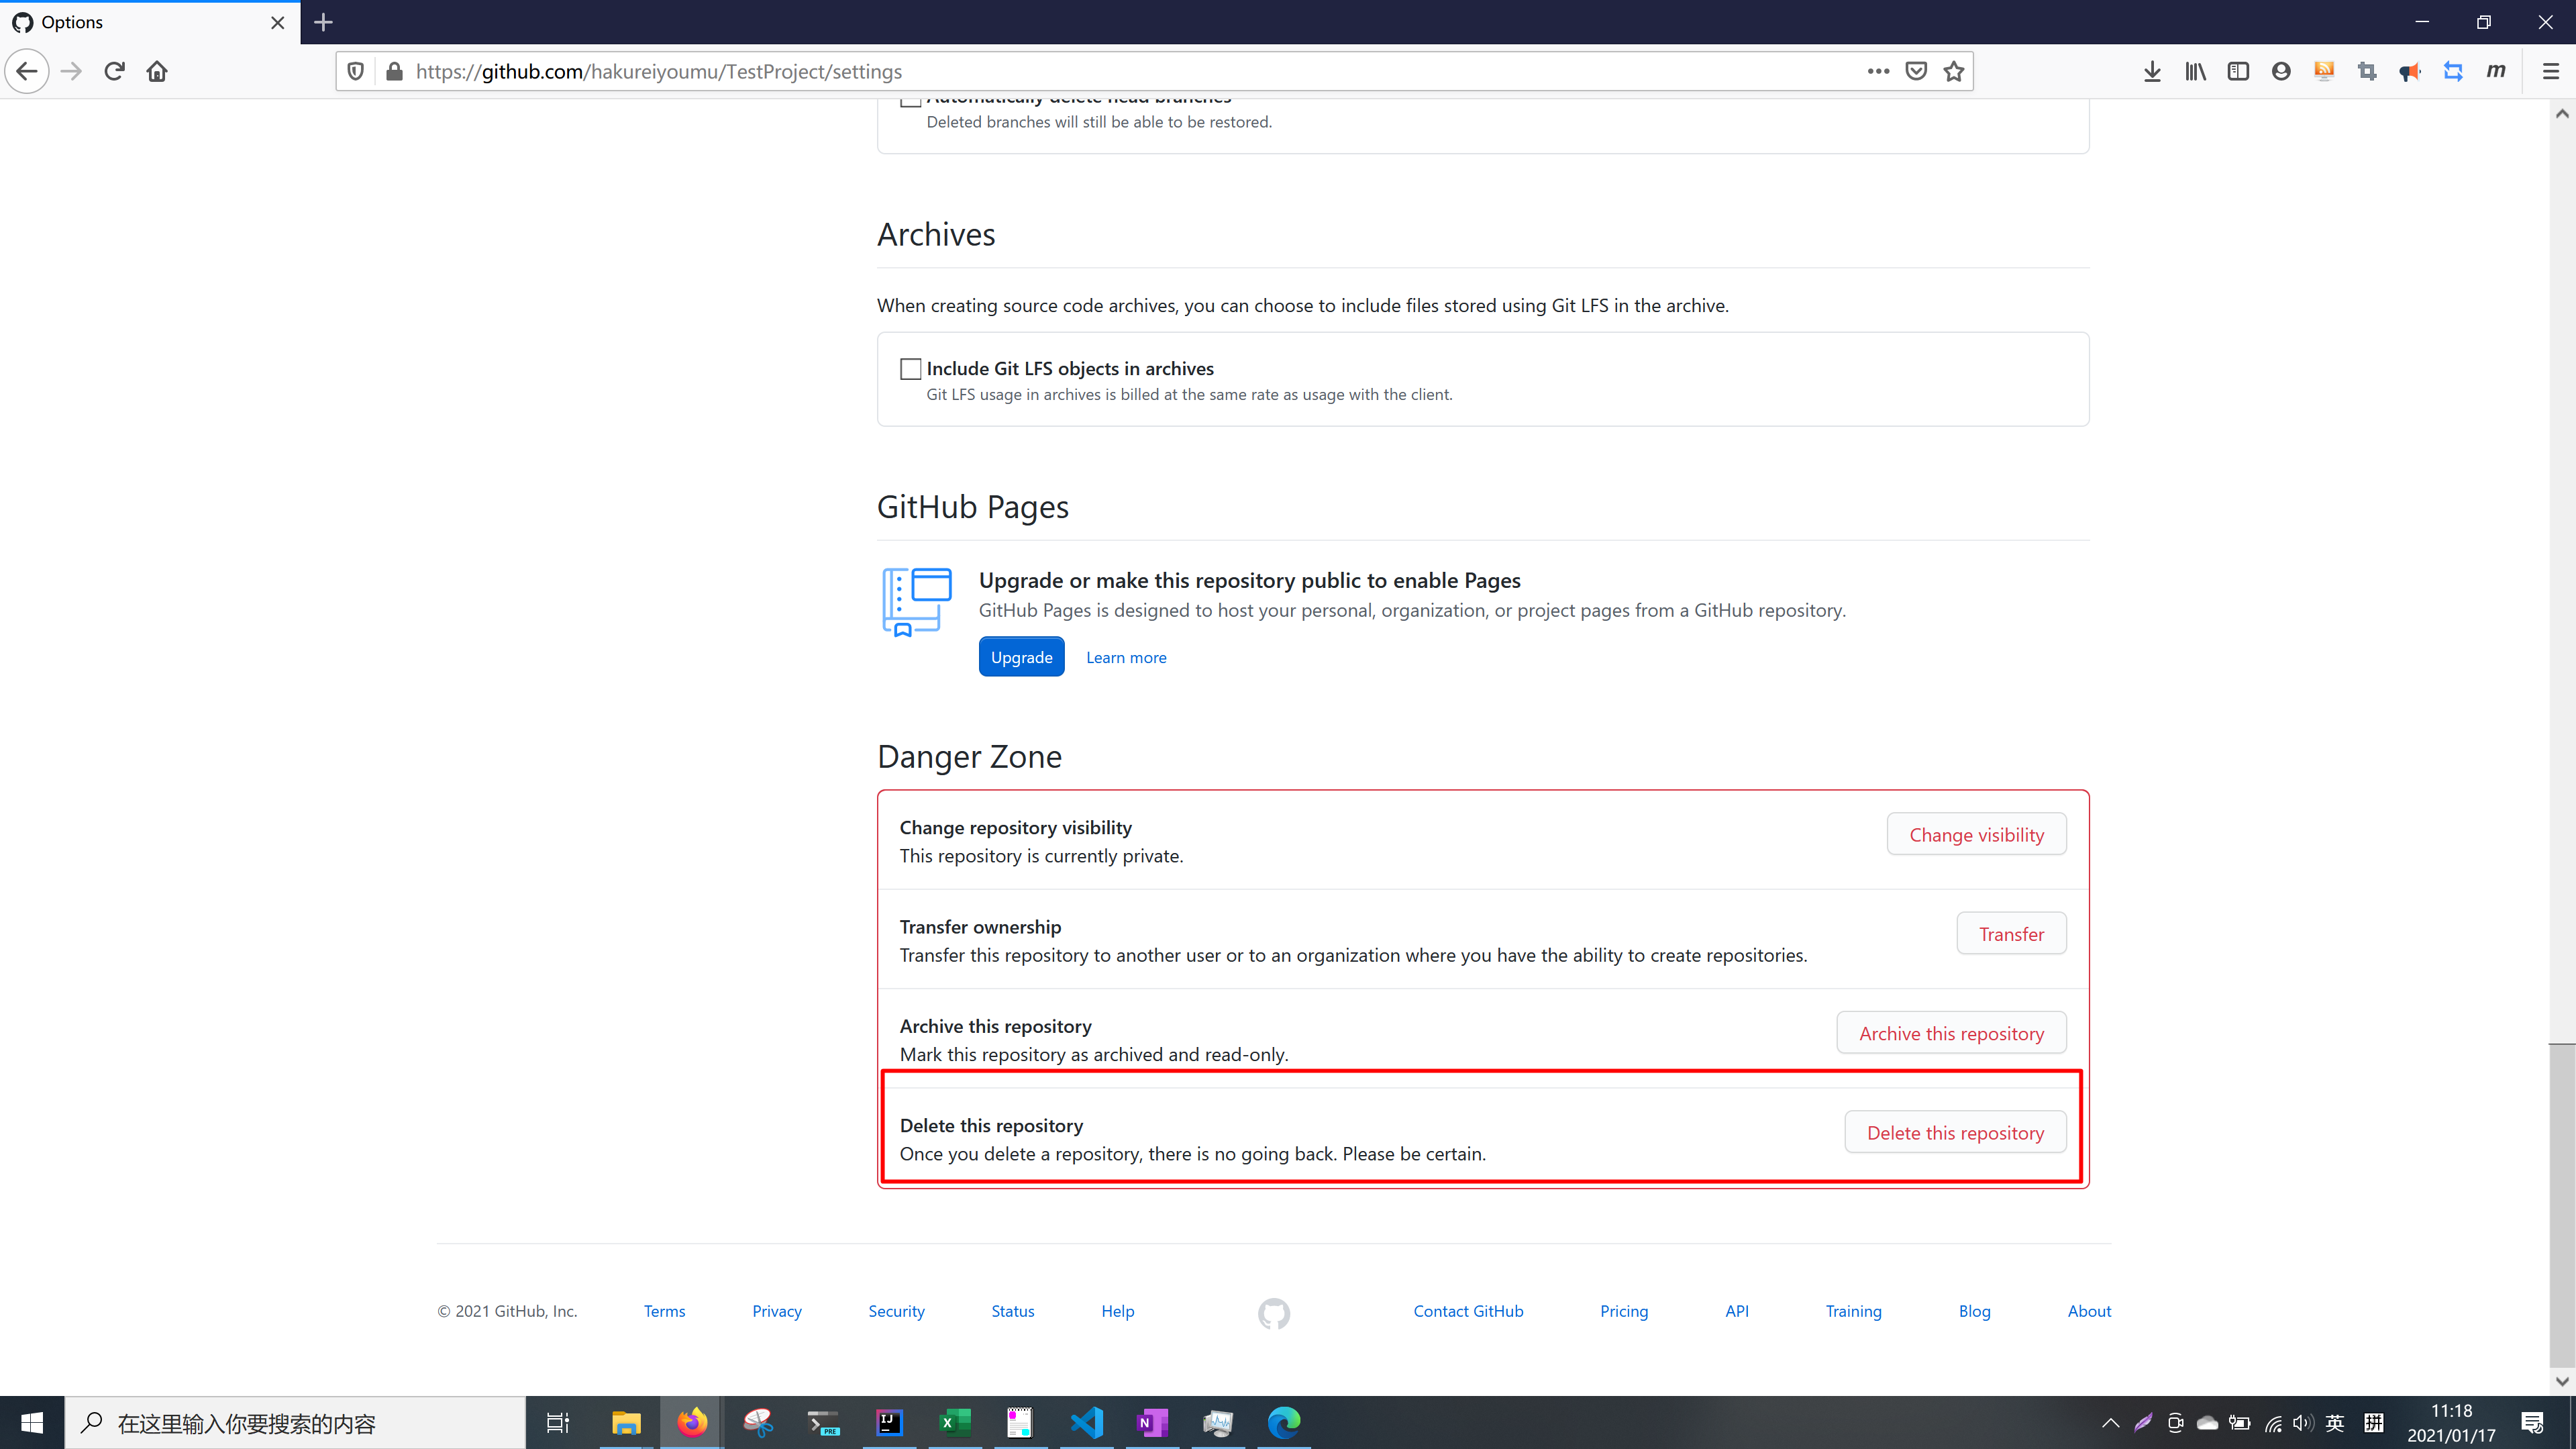 Options
https://github.com/hakureiyoumu/TestProject/settings
Automatically delete head branches
Deleted branches will still be able to be restored.
Archives
When creating source code archives, you can choose to include files stored using Git LFS in the archive.
Include Git LFS objects in archives
Git LFS usage in archives is billed at the same rate as usage with the client.
GitHub Pages
Upgrade or make this repository public to enable Pages
GitHub Pages is designed to host your personal, organization, or project pages from a GitHub repository.
Upgrade Learn more
Danger Zone
Change repository visibility
This repository is currently private.
Change visibility
Transfer ownership
Transfer this repository to another user or to an organization where you have the ability to create repositories.
Transfer
Archive this repository
Mark this repository as archived and read-only.
Archive this repository
Delete this repository
Once you delete a repository, there is no going back. Please be certain.
Delete this repository
© 2021 GitHub, Inc. Terms Privacy Security Status Help Contact GitHub Pricing API Training Blog About
在这里输入你要搜索的内容
PRE
IJ
X
N
英 拼
11:18
2021/01/17